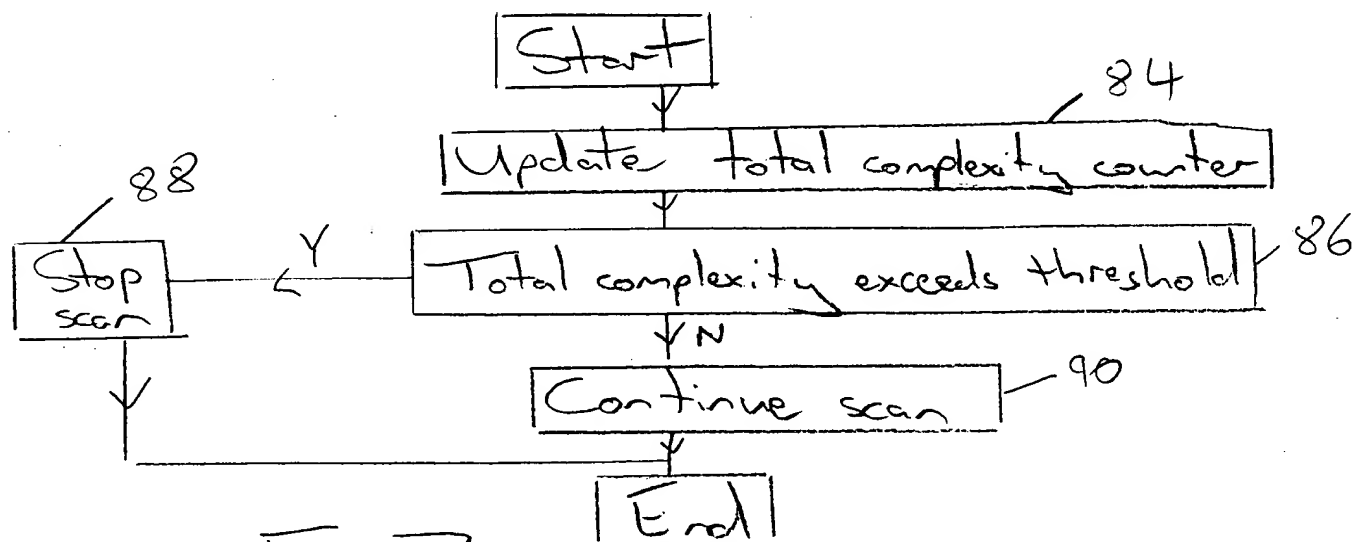 Start
84
Update total complexity counter
88
Y
Total complexity exceeds threshold
86
Stop
scan
N
Continue scan
90
End